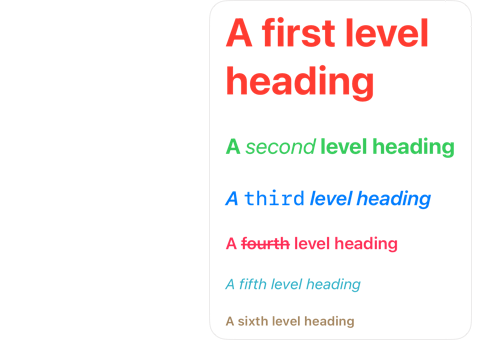 A first level
heading
A second level heading
A third level heading
A fourth level heading
A fifth level heading
A sixth level heading